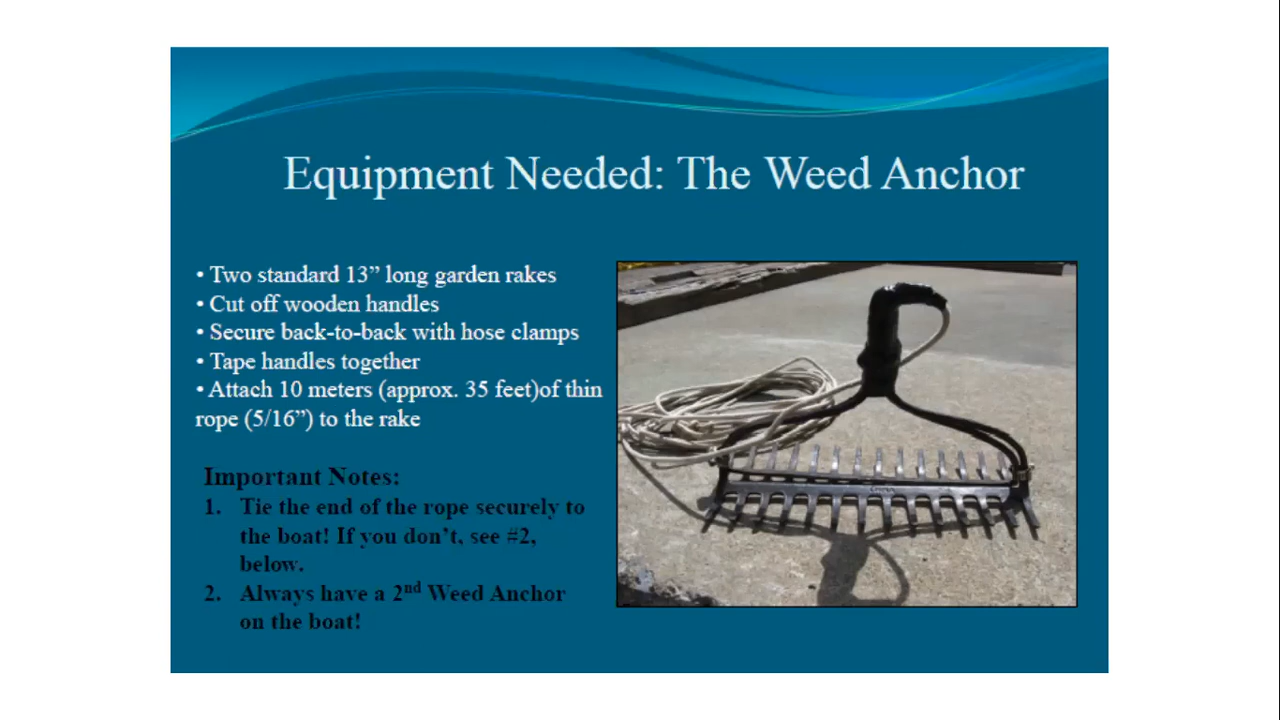 Equipment Needed: The Weed Anchor
• Two standard 13” long garden rakes
• Cut off wooden handles
• Secure back-to-back with hose clamps
• Tape handles together
• Attach 10 meters (approx. 35 feet)of thin
rope (5/16”) to the rake
Important Notes:
1. Tie the end of the rope securely to
the boat! If you don’t, see #2,
below.
2. Always have a 2nd Weed Anchor
on the boat!